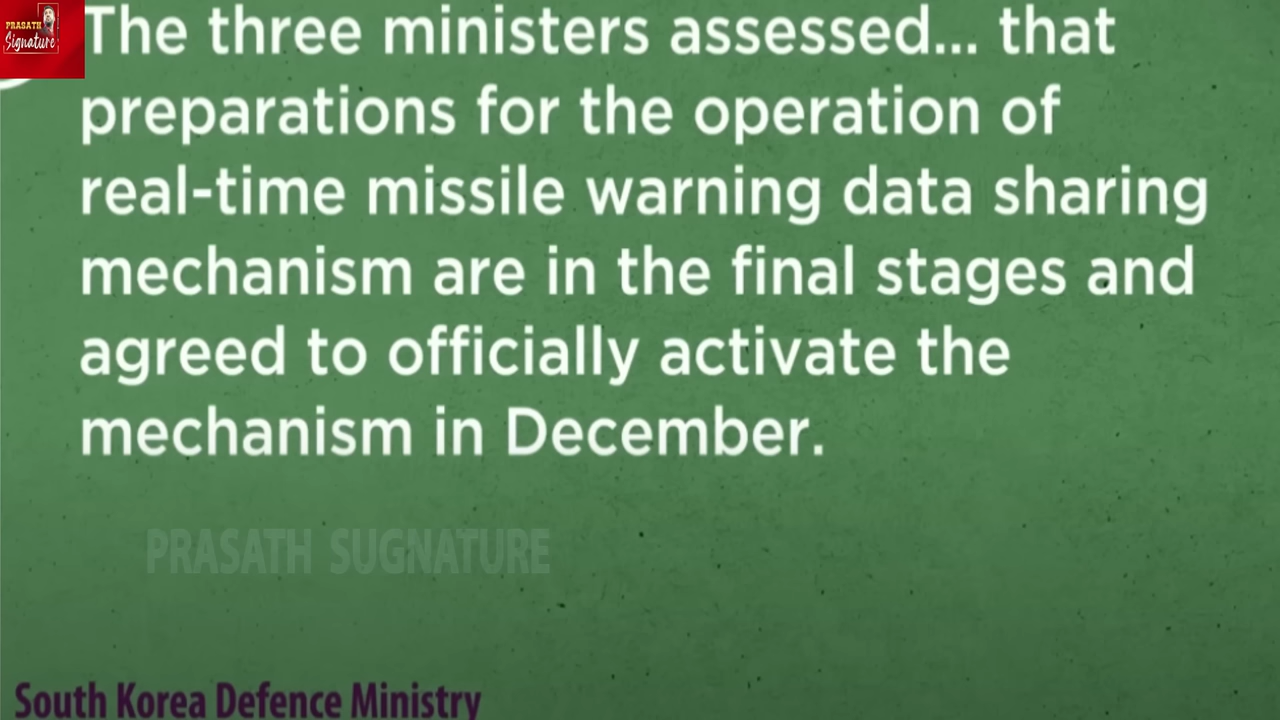 PRASATH
Signature
The three ministers assessed... that
preparations for the operation of
real-time missile warning data sharing
mechanism are in the final stages and
agreed to officially activate the
mechanism in December.
PRASATH SUGNATURE
South Korea Defence Ministry